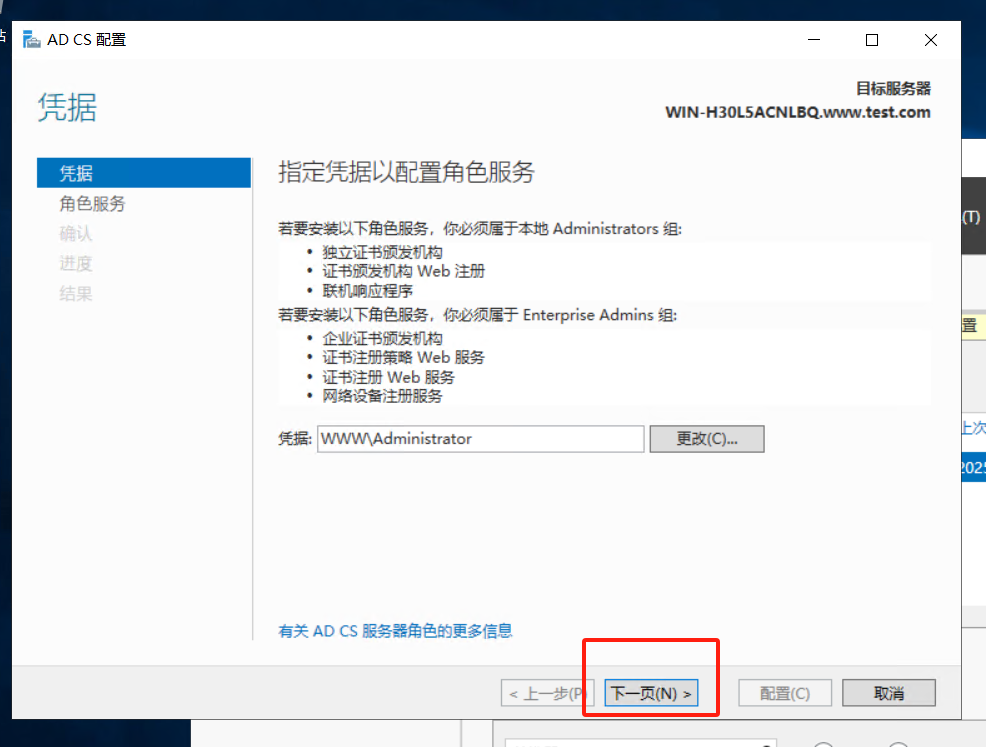 站
AD CS 配置
凭据
目标服务器
WIN-H30L5ACNLBQ.www.test.com
凭据
角色服务
确认
进度
结果
指定凭据以配置角色服务
若要安装以下角色服务，你必须属于本地 Administrators 组:
• 独立证书颁发机构
• 证书颁发机构 Web 注册
• 联机响应程序
若要安装以下角色服务，你必须属于 Enterprise Admins 组:
• 企业证书颁发机构
• 证书注册策略 Web 服务
• 证书注册 Web 服务
• 网络设备注册服务
凭据: WWW\Administrator 更改(C)...
有关 AD CS 服务器角色的更多信息
< 上一步(P 下一页(N) > 配置(C) 取消
(T)
置
上次
2025